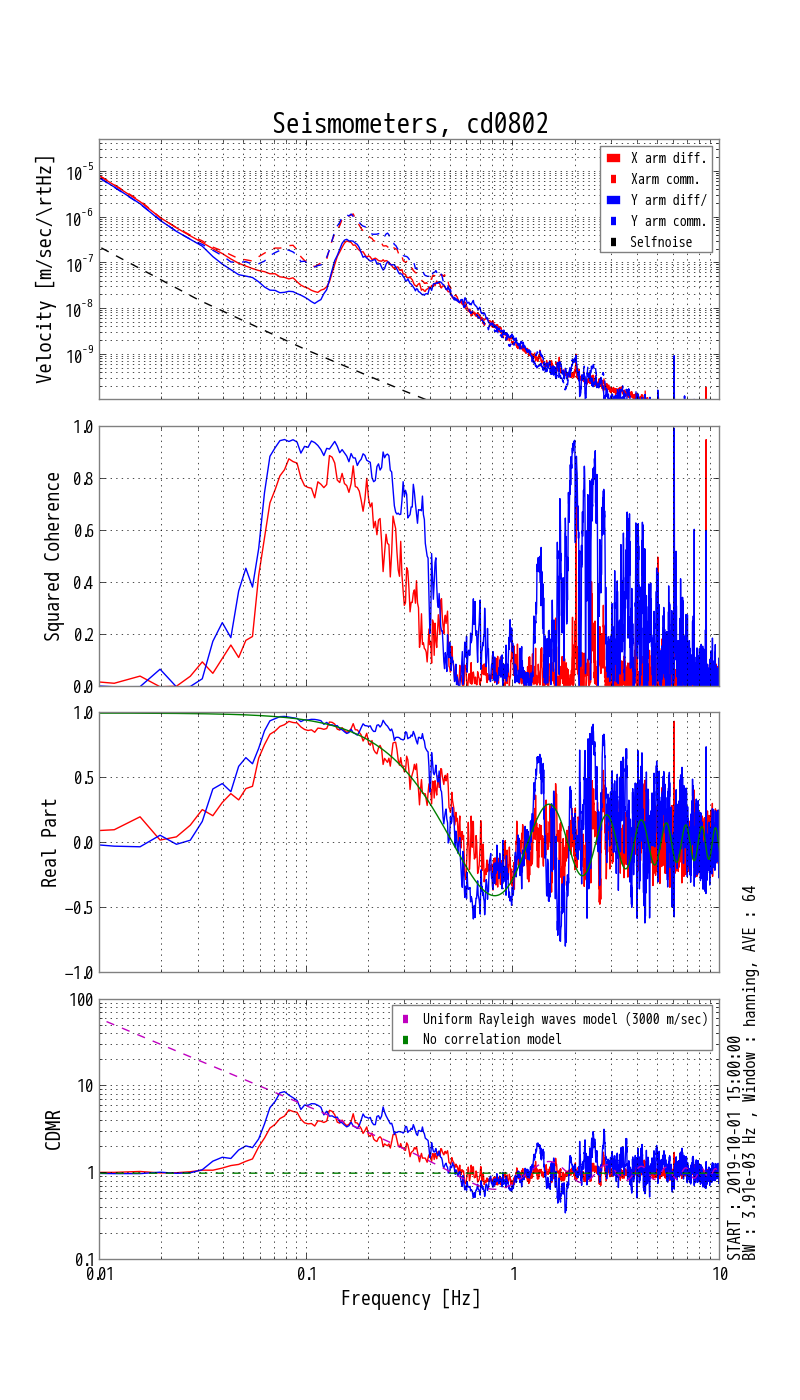 Seismometers, cd0802
Velocity [m/sec/\rtHz]
10^-5
10^-6
10^-7
10^-8
10^-9
X arm diff.
Xarm comm.
Y arm diff/
Y arm comm.
Selfnoise
Squared Coherence
1.0
0.8
0.6
0.4
0.2
0.0
Real Part
1.0
0.5
0.0
−0.5
−1.0
CDMR
100
10
1
0.1
Uniform Rayleigh waves model (3000 m/sec)
No correlation model
0.01
0.1
1
10
Frequency [Hz]
START : 2019-10-01 15:00:00
BW : 3.91e-03 Hz , Window : hanning, AVE : 64